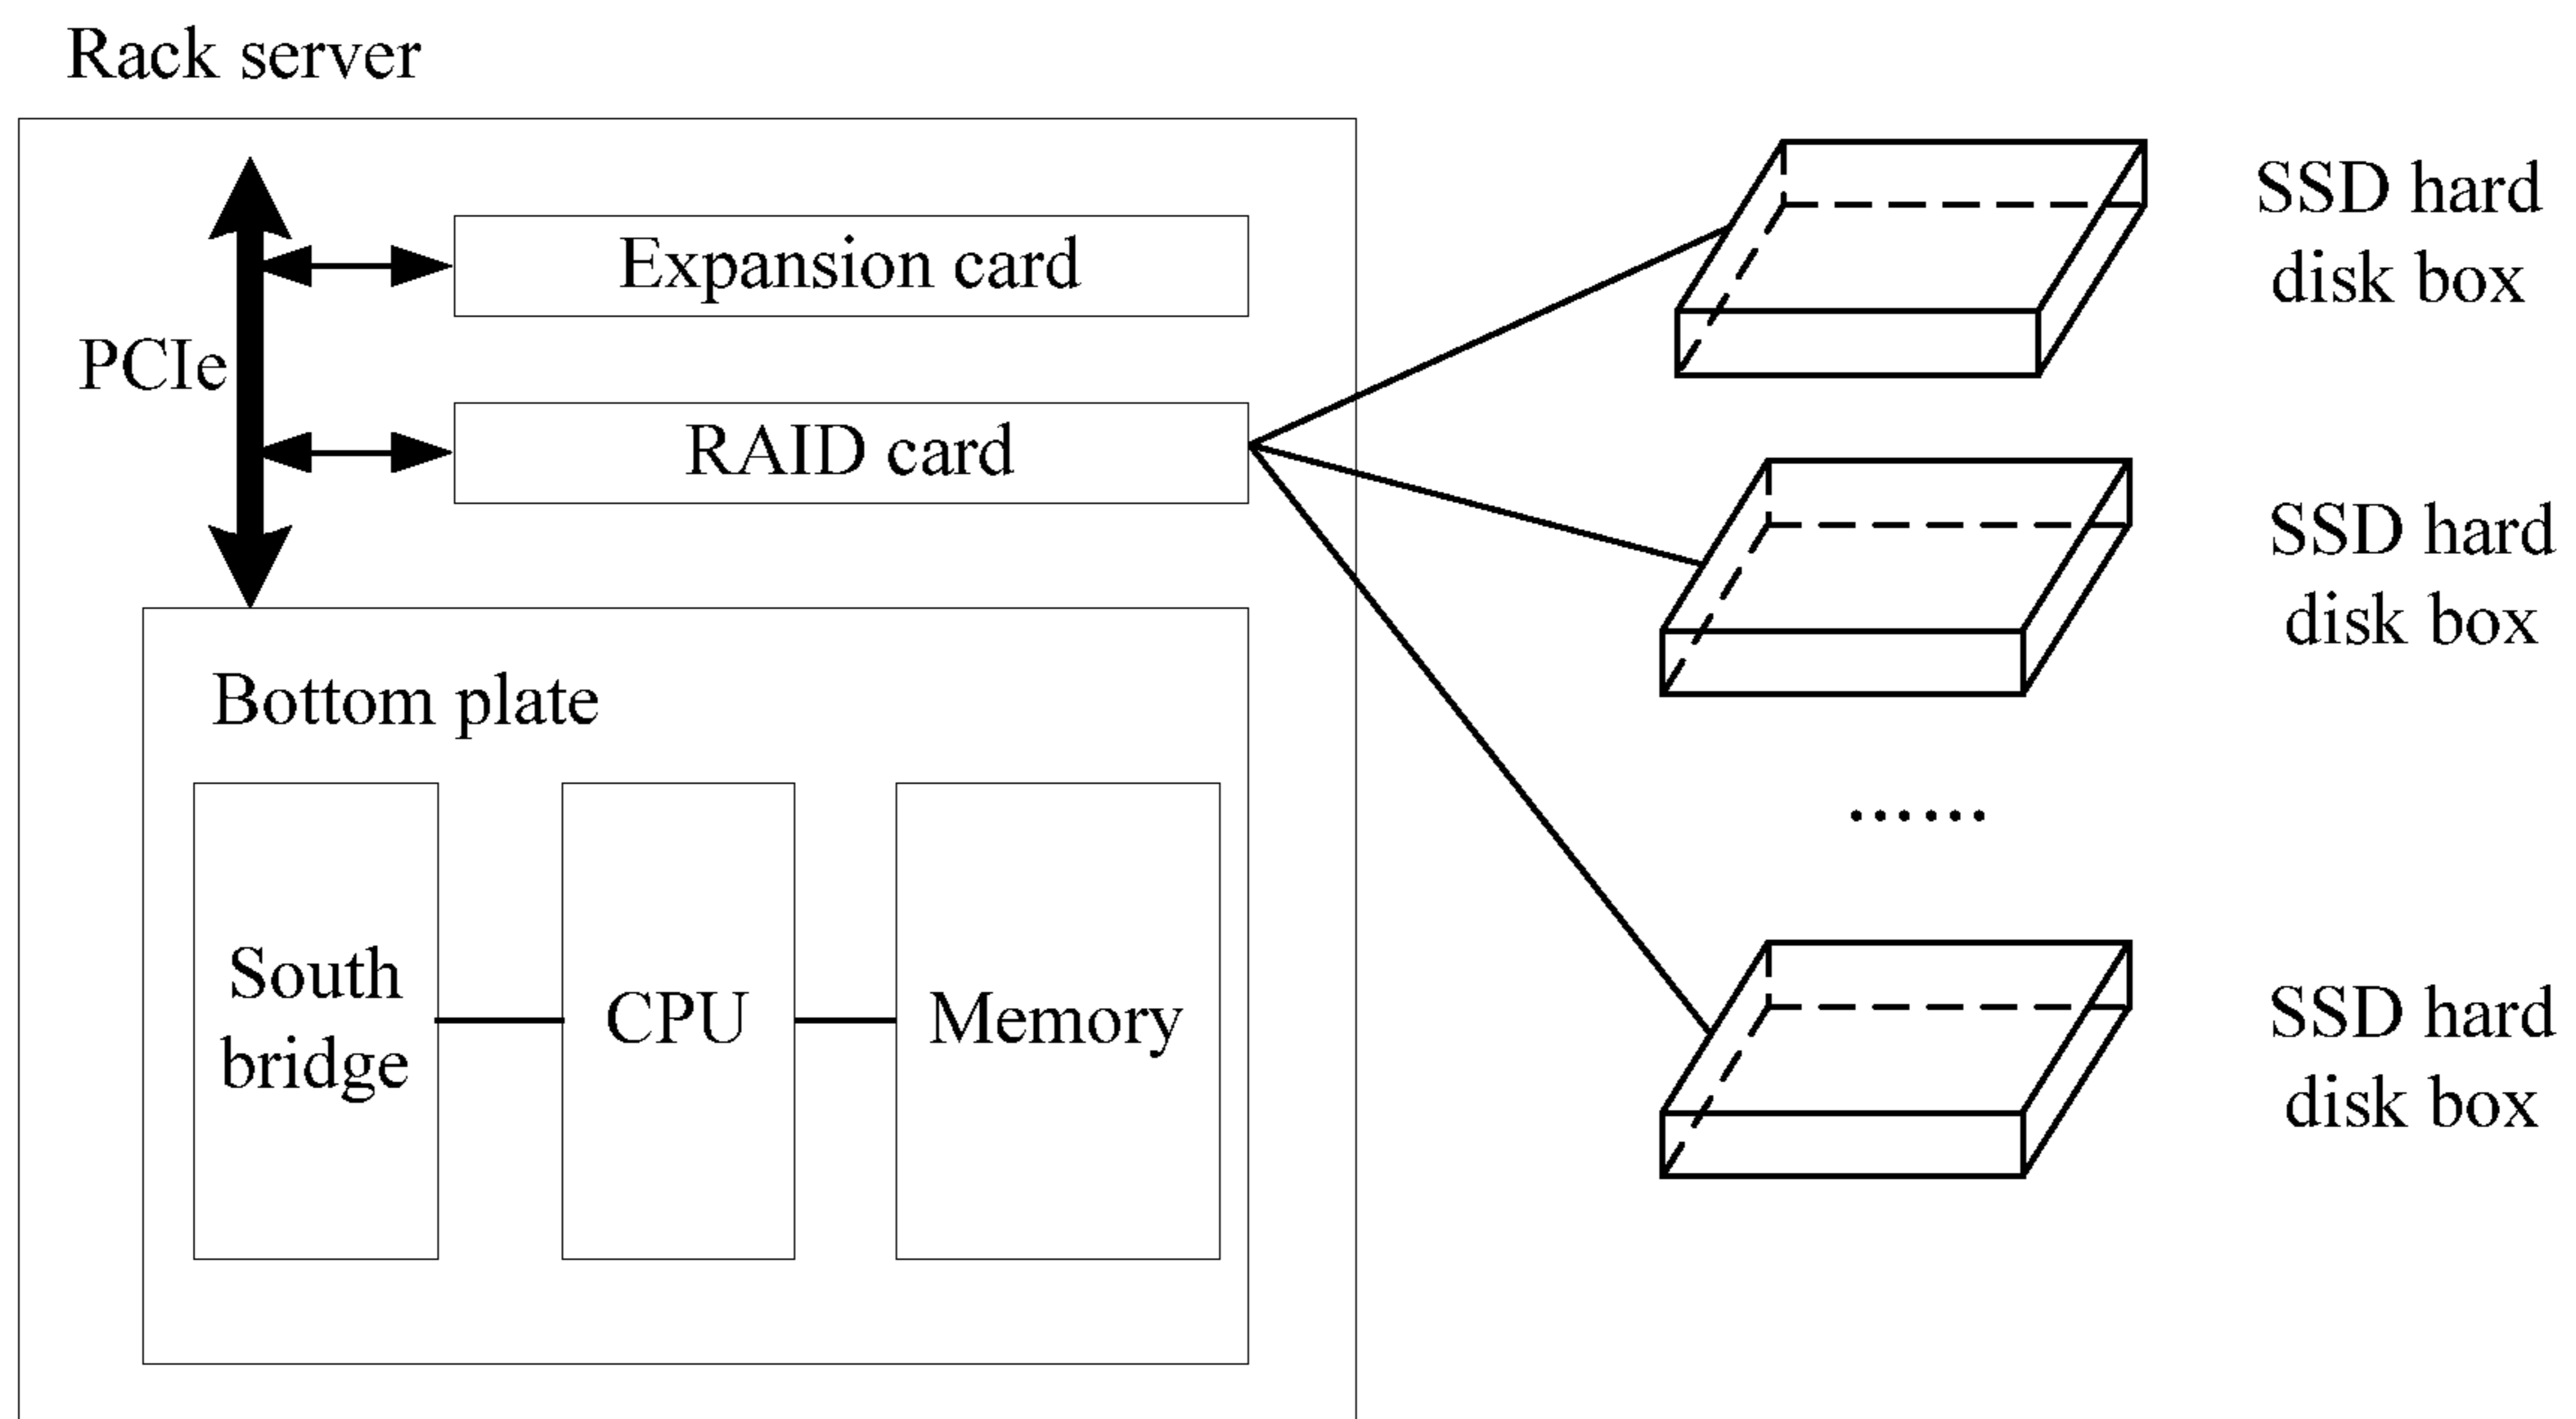 Rack server
Expansion card
PCIe
RAID card
Bottom plate
South
bridge
CPU
Memory
SSD hard
disk box
SSD hard
disk box
......
SSD hard
disk box